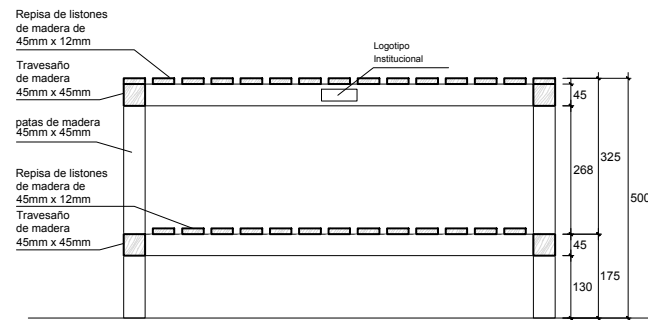 Repisa de listones
de madera de
45mm x 12mm
Travesaño
de madera
45mm x 45mm
patas de madera
45mm x 45mm
Repisa de listones
de madera de
45mm x 12mm
Travesaño
de madera
45mm x 45mm
Logotipo
Institucional
45
268
45
130
325
175
500